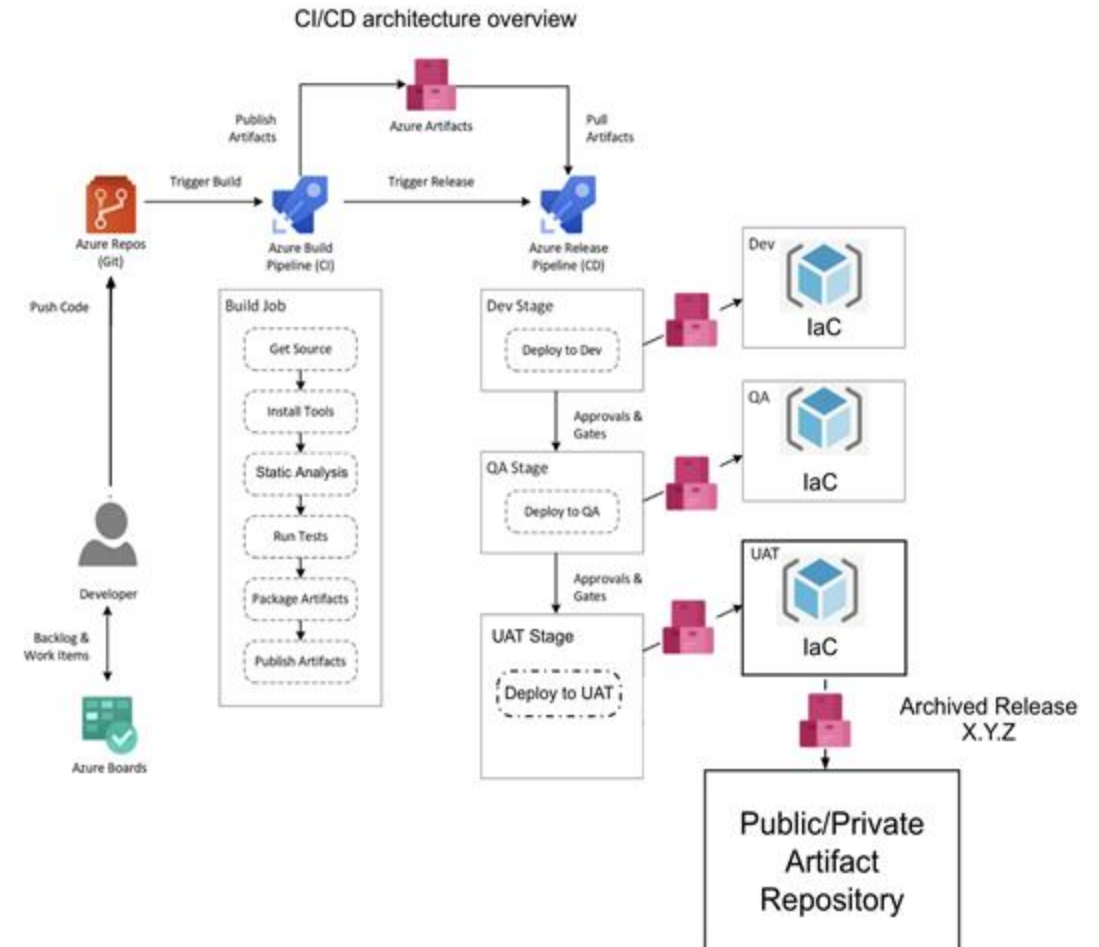 CI/CD architecture overview
Publish
Artifacts
Azure Artifacts
Pull
Artifacts
Trigger Build
Trigger Release
Azure Repos
(Git)
Azure Build
Pipeline (CI)
Azure Release
Pipeline (CD)
Push Code
Developer
Backlog &
Work Items
Azure Boards
Build Job
Get Source
Install Tools
Static Analysis
Run Tests
Package Artifacts
Publish Artifacts
Dev Stage
Deploy to Dev
Approvals &
Gates
QA Stage
Deploy to QA
Approvals &
Gates
UAT Stage
Deploy to UAT
Dev
IaC
QA
IaC
UAT
IaC
Archived Release
X.Y.Z
Public/Private
Artifact
Repository